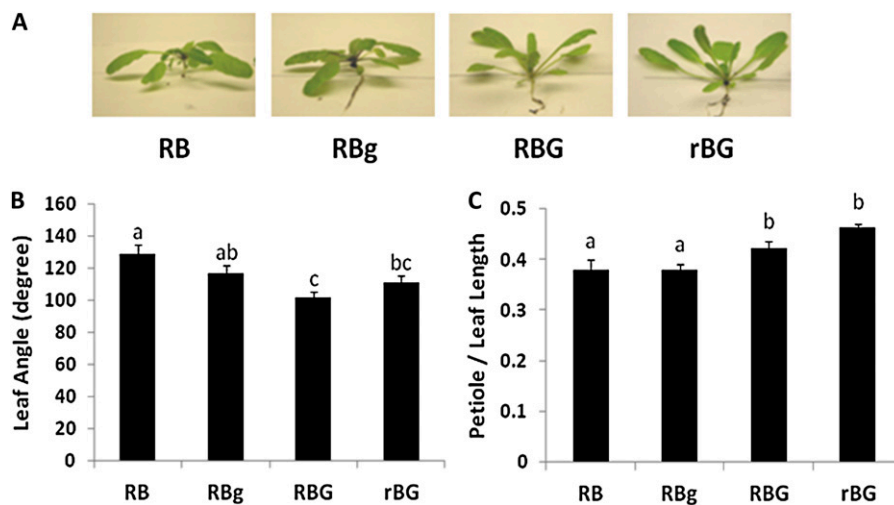 A
RB RBg RBG rBG
B
Leaf Angle (degree)
160
140
120
100
80
60
40
20
0
a ab c bc
RB RBg RBG rBG
C
Petiole / Leaf Length
0.5
0.4
0.3
0.2
0.1
0
a a b b
RB RBg RBG rBG